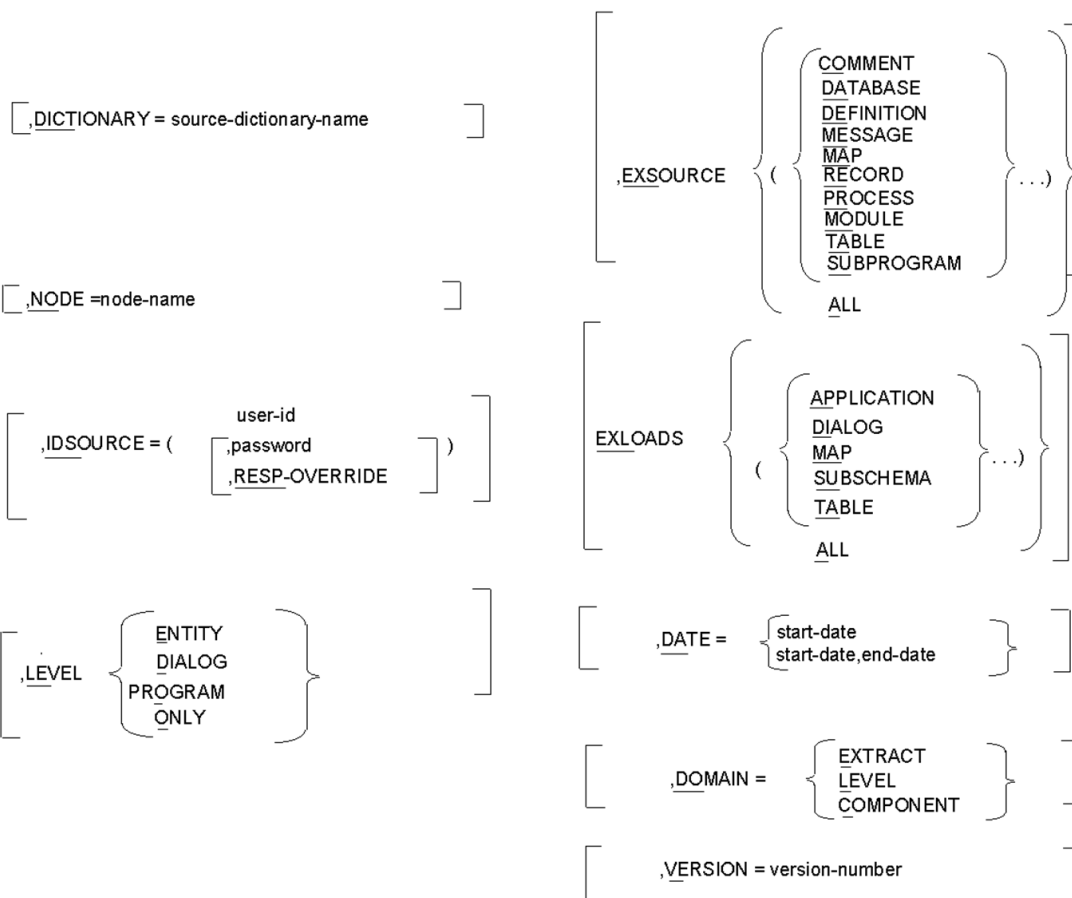 ,DICTIONARY = source-dictionary-name
,NODE =node-name
,IDSOURCE = (
user-id
,password
,RESP-OVERRIDE
)
,LEVEL
ENTITY
DIALOG
PROGRAM
ONLY
,EXSOURCE
(
COMMENT
DATABASE
DEFINITION
MESSAGE
MAP
RECORD
PROCESS
MODULE
TABLE
SUBPROGRAM
...)
ALL
EXLOADS
(
APPLICATION
DIALOG
MAP
SUBSCHEMA
TABLE
...)
ALL
,DATE =
start-date
start-date,end-date
,DOMAIN =
EXTRACT
LEVEL
COMPONENT
,VERSION = version-number